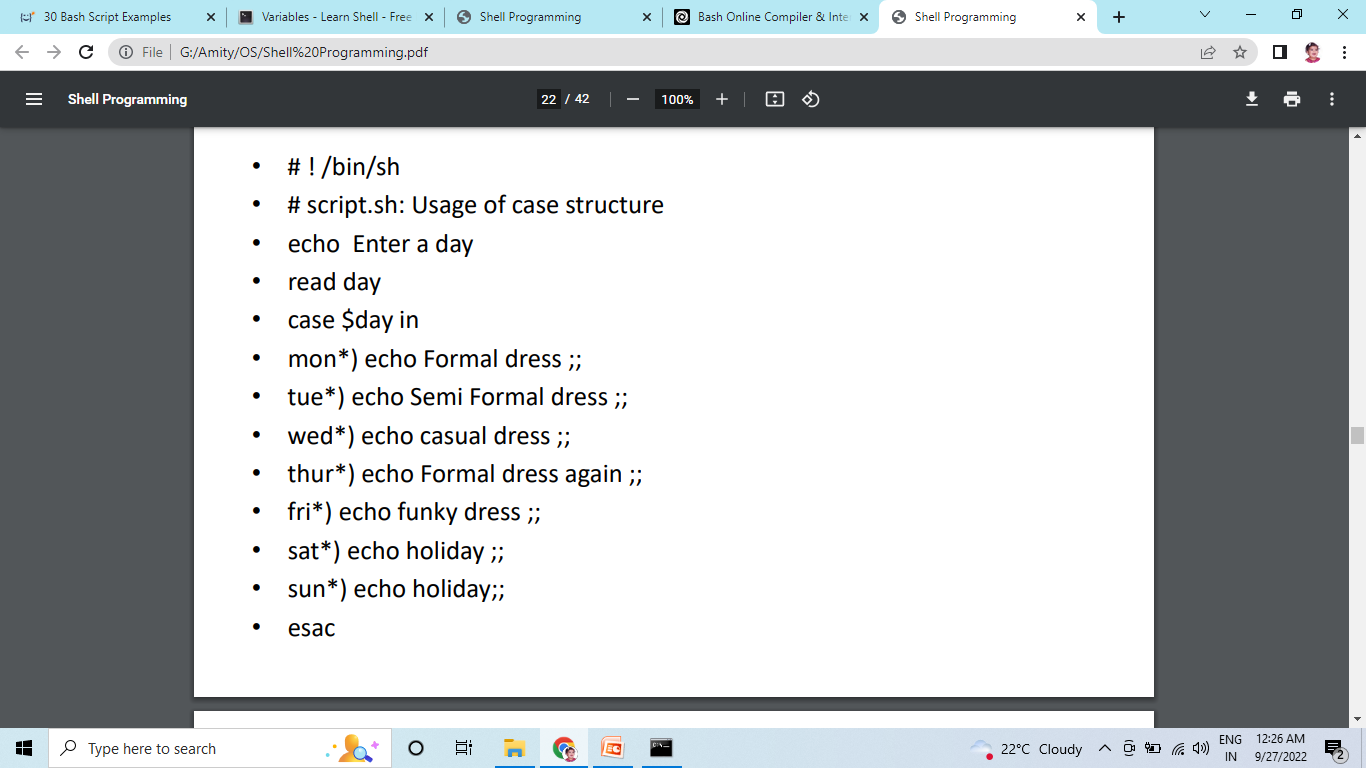 30 Bash Script Examples
Variables - Learn Shell - Free
Shell Programming
Bash Online Compiler & Inte
Shell Programming
File | G:/Amity/OS/Shell%20Programming.pdf
Shell Programming
22 / 42
100%
• # ! /bin/sh
• # script.sh: Usage of case structure
• echo  Enter a day
• read day
• case $day in
• mon*) echo Formal dress ;;
• tue*) echo Semi Formal dress ;;
• wed*) echo casual dress ;;
• thur*) echo Formal dress again ;;
• fri*) echo funky dress ;;
• sat*) echo holiday ;;
• sun*) echo holiday;;
• esac
Type here to search
22°C Cloudy
ENG
IN
12:26 AM
9/27/2022
2